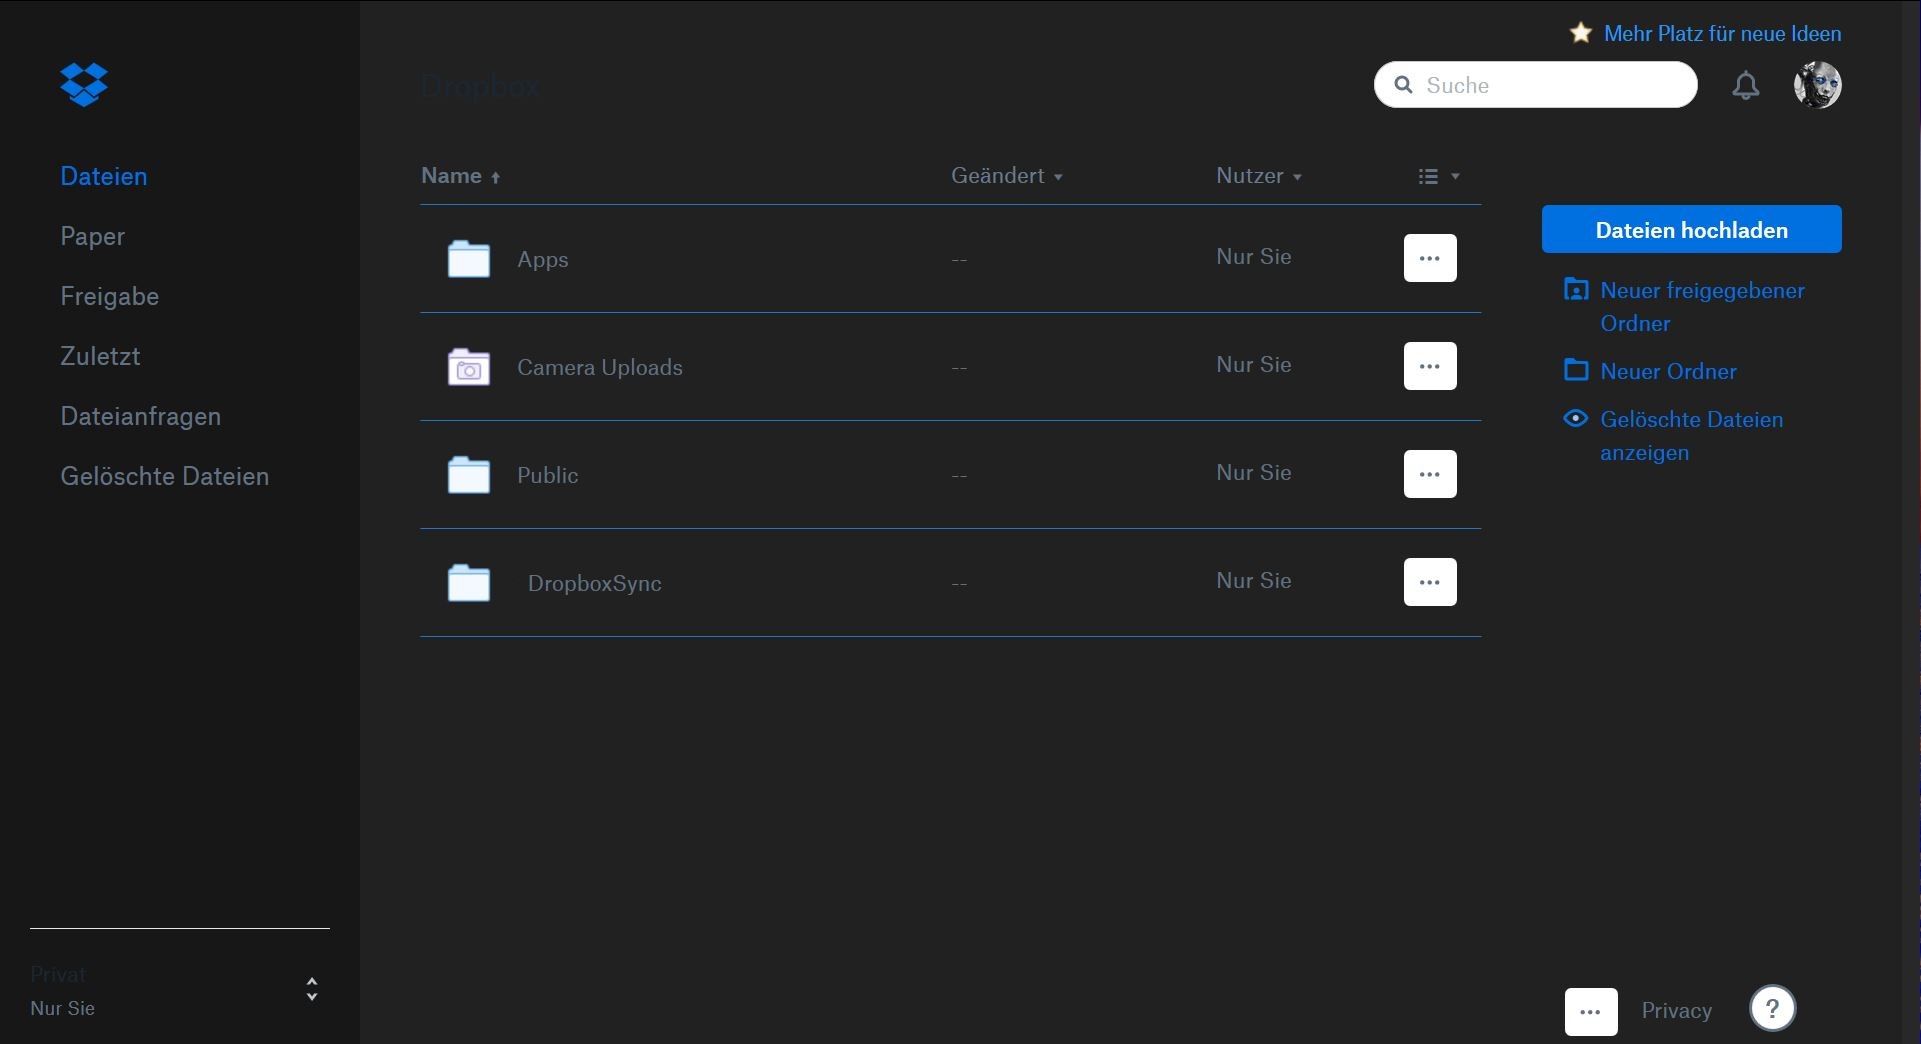 Mehr Platz für neue Ideen
Dropbox
Suche
Dateien
Paper
Freigabe
Zuletzt
Dateianfragen
Gelöschte Dateien
Name Geändert Nutzer
Apps -- Nur Sie
Camera Uploads -- Nur Sie
Public -- Nur Sie
DropboxSync -- Nur Sie
Dateien hochladen
Neuer freigegebener
Ordner
Neuer Ordner
Gelöschte Dateien
anzeigen
Privat
Nur Sie
Privacy
?